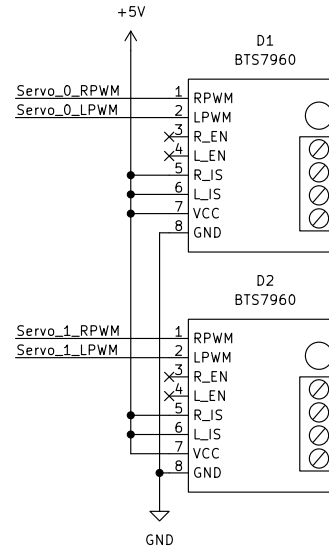 +5V
D1
BTS7960
Servo_0_RPWM 1 RPWM
Servo_0_LPWM 2 LPWM
3 R_EN
4 L_EN
5 R_IS
6 L_IS
7 VCC
8 GND
D2
BTS7960
Servo_1_RPWM 1 RPWM
Servo_1_LPWM 2 LPWM
3 R_EN
4 L_EN
5 R_IS
6 L_IS
7 VCC
8 GND
GND